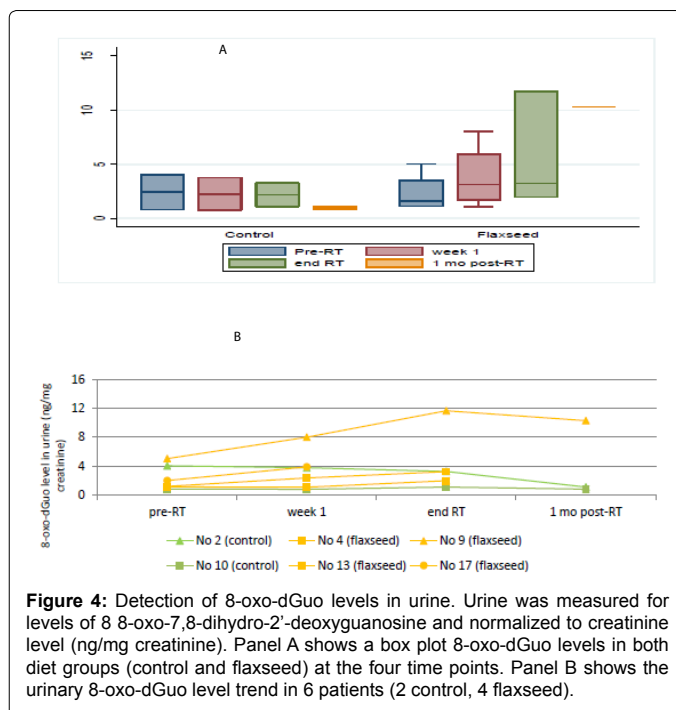 A
15
10
5
0
Control Flaxseed
Pre-RT week 1
end RT 1 mo post-RT
B
8-oxo-dGuo level in urine (ng/mg
creatinine)
16
12
8
4
0
pre-RT week 1 end RT 1 mo post-RT
No 2 (control) No 4 (flaxseed) No 9 (flaxseed)
No 10 (control) No 13 (flaxseed) No 17 (flaxseed)
Figure 4: Detection of 8-oxo-dGuo levels in urine. Urine was measured for
levels of 8 8-oxo-7,8-dihydro-2’-deoxyguanosine and normalized to creatinine
level (ng/mg creatinine). Panel A shows a box plot 8-oxo-dGuo levels in both
diet groups (control and flaxseed) at the four time points. Panel B shows the
urinary 8-oxo-dGuo level trend in 6 patients (2 control, 4 flaxseed).